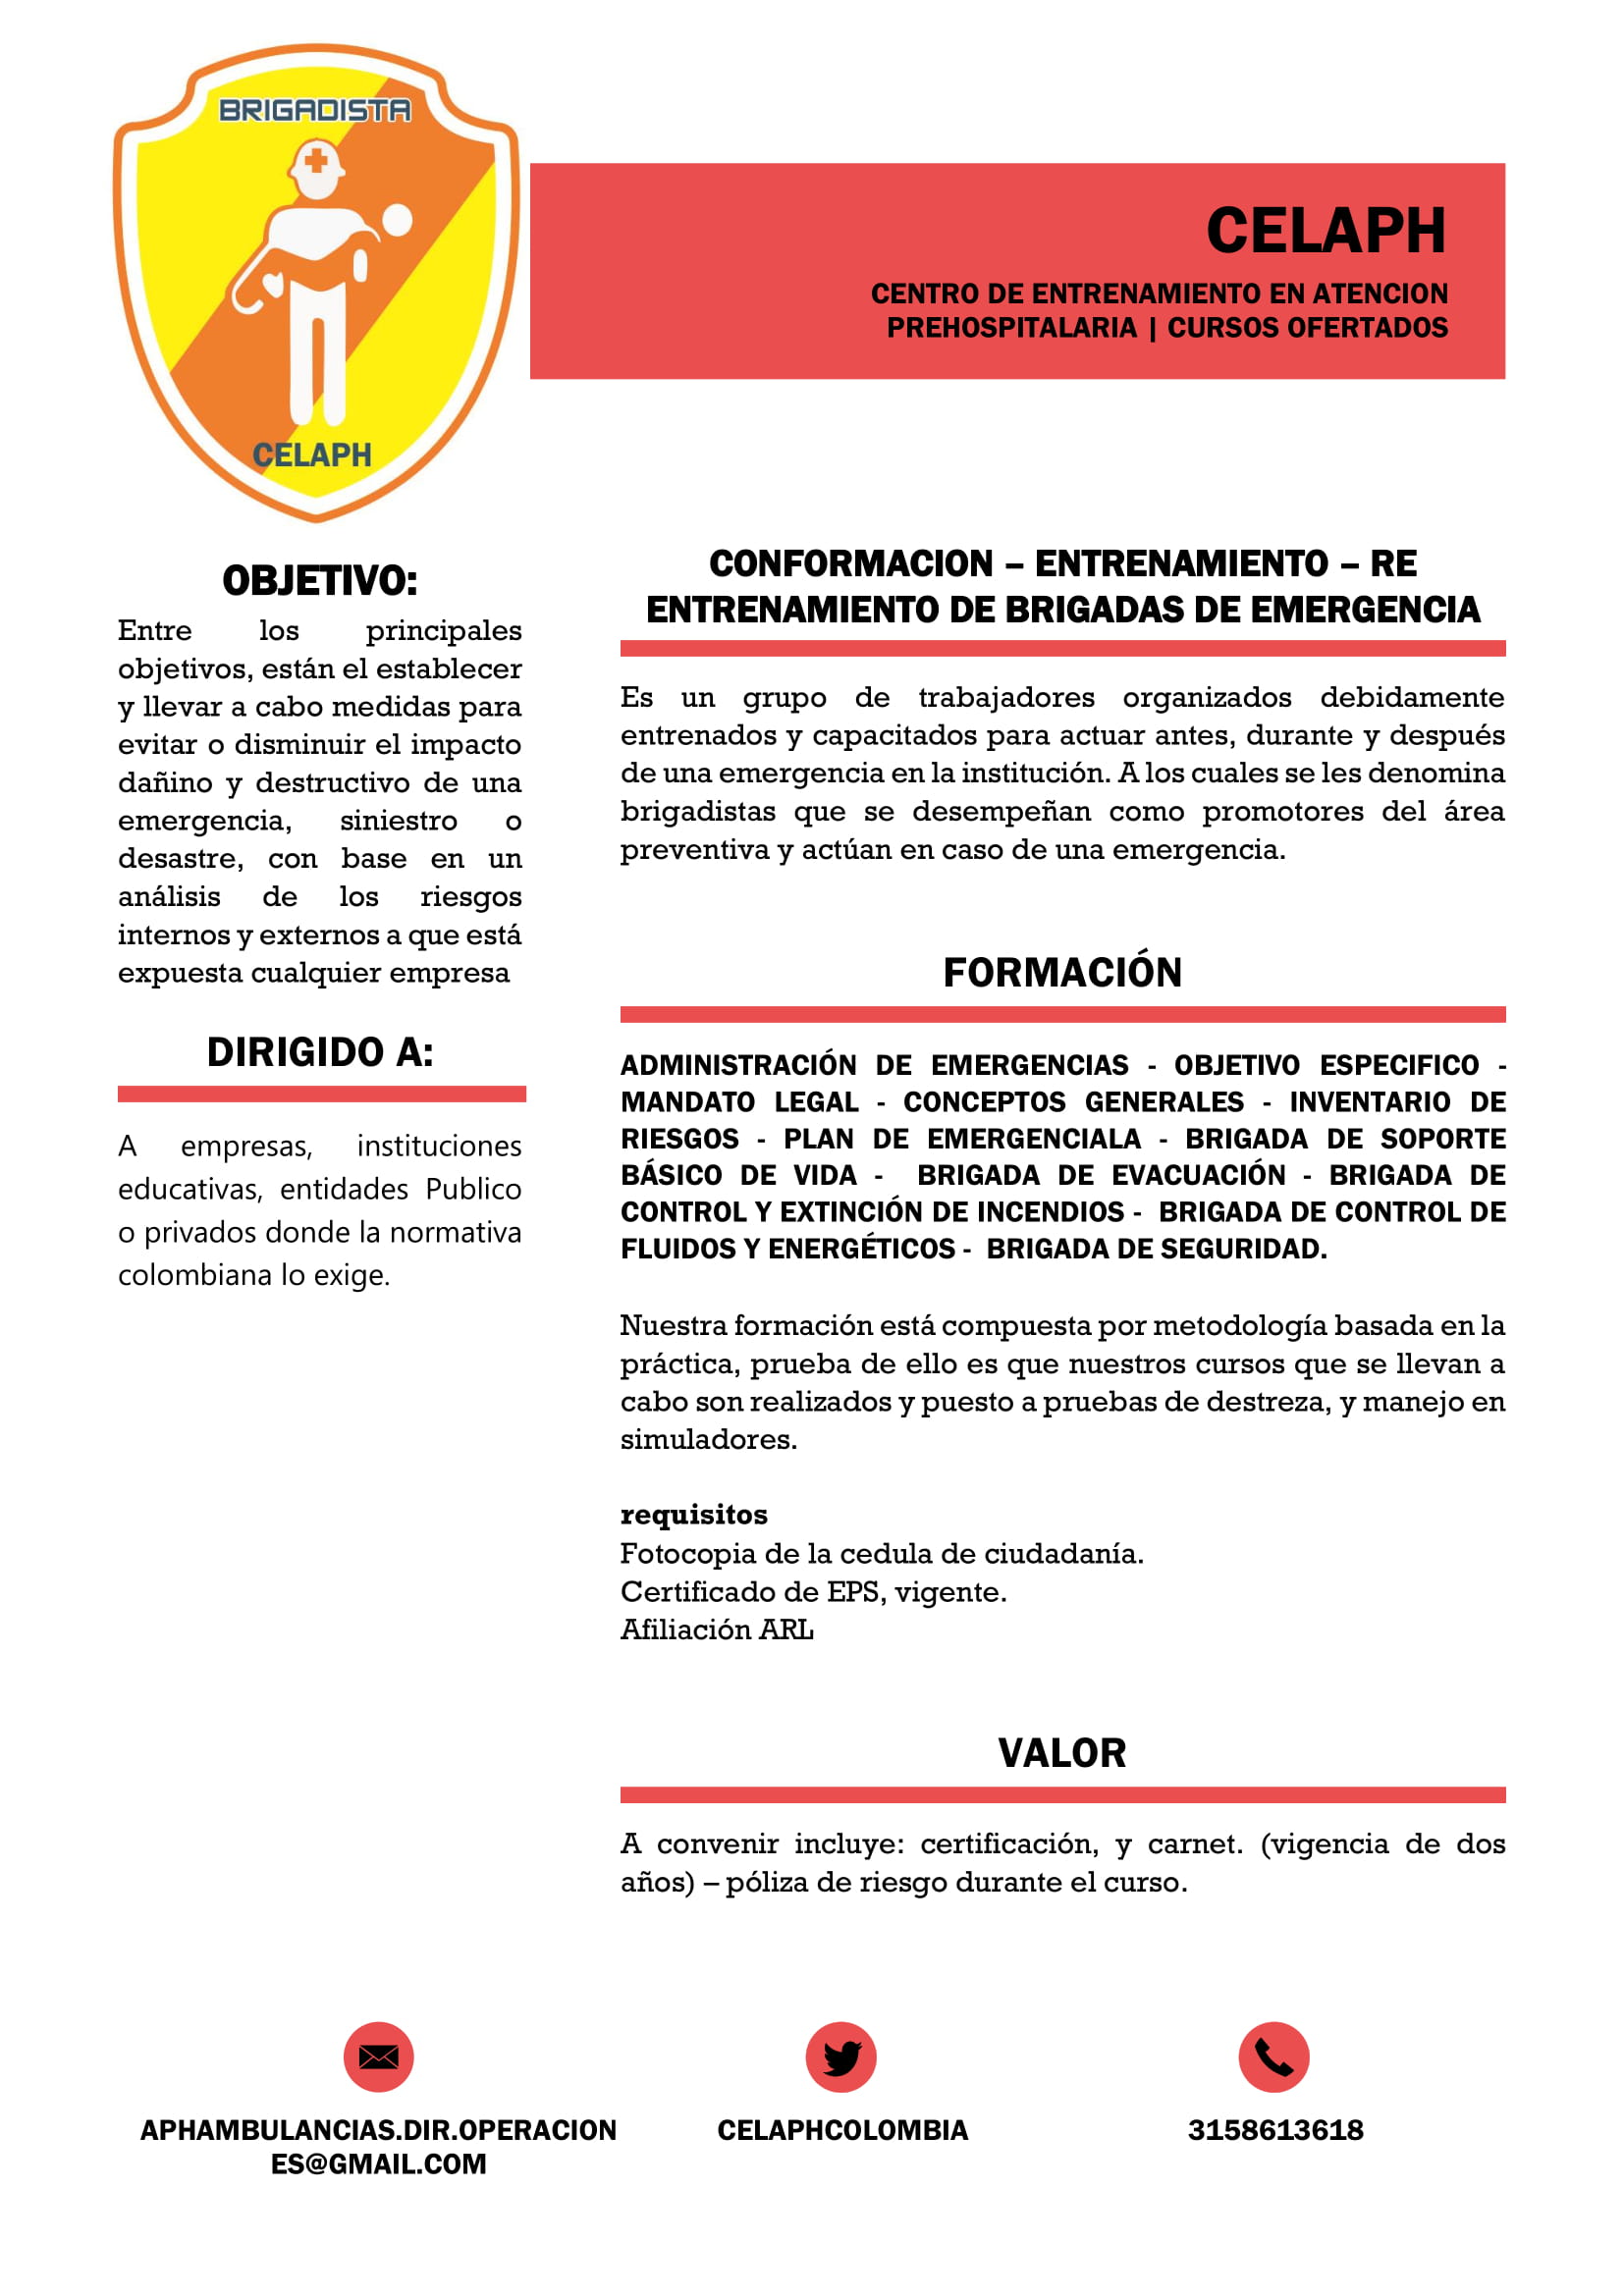 BRIGADISTA
CELAPH
CELAPH
CENTRO DE ENTRENAMIENTO EN ATENCION
PREHOSPITALARIA | CURSOS OFERTADOS
OBJETIVO:
Entre los principales
objetivos, están el establecer
y llevar a cabo medidas para
evitar o disminuir el impacto
dañino y destructivo de una
emergencia, siniestro o
desastre, con base en un
análisis de los riesgos
internos y externos a que está
expuesta cualquier empresa
DIRIGIDO A:
A empresas, instituciones
educativas, entidades Publico
o privados donde la normativa
colombiana lo exige.
CONFORMACION – ENTRENAMIENTO – RE
ENTRENAMIENTO DE BRIGADAS DE EMERGENCIA
Es un grupo de trabajadores organizados debidamente
entrenados y capacitados para actuar antes, durante y después
de una emergencia en la institución. A los cuales se les denomina
brigadistas que se desempeñan como promotores del área
preventiva y actúan en caso de una emergencia.
FORMACIÓN
ADMINISTRACIÓN DE EMERGENCIAS - OBJETIVO ESPECIFICO -
MANDATO LEGAL - CONCEPTOS GENERALES - INVENTARIO DE
RIESGOS - PLAN DE EMERGENCIALA - BRIGADA DE SOPORTE
BÁSICO DE VIDA - BRIGADA DE EVACUACIÓN - BRIGADA DE
CONTROL Y EXTINCIÓN DE INCENDIOS - BRIGADA DE CONTROL DE
FLUIDOS Y ENERGÉTICOS - BRIGADA DE SEGURIDAD.
Nuestra formación está compuesta por metodología basada en la
práctica, prueba de ello es que nuestros cursos que se llevan a
cabo son realizados y puesto a pruebas de destreza, y manejo en
simuladores.
requisitos
Fotocopia de la cedula de ciudadanía.
Certificado de EPS, vigente.
Afiliación ARL
VALOR
A convenir incluye: certificación, y carnet. (vigencia de dos
años) – póliza de riesgo durante el curso.
APHAMBULANCIAS.DIR.OPERACION
ES@GMAIL.COM
CELAPHCOLOMBIA
3158613618